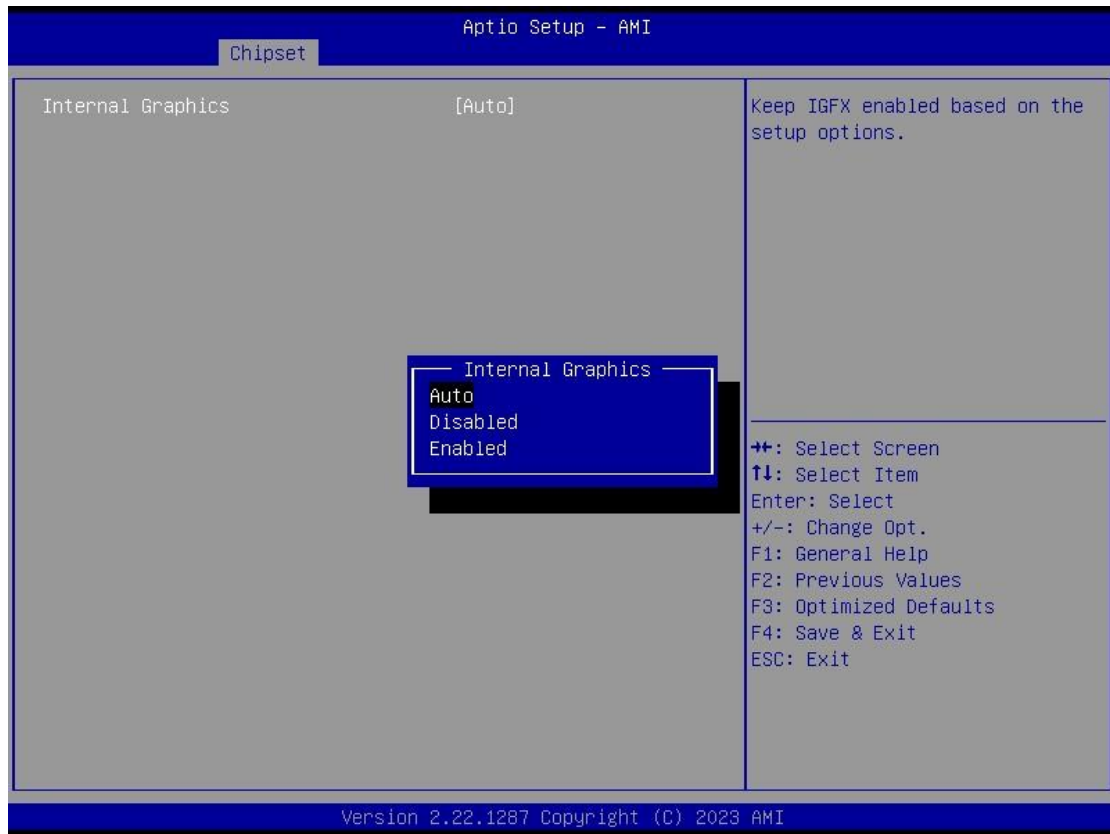 Aptio Setup – AMI
Chipset
Internal Graphics [Auto]
Keep IGFX enabled based on the
setup options.
Internal Graphics
Auto
Disabled
Enabled
→←: Select Screen
↑↓: Select Item
Enter: Select
+/-: Change Opt.
F1: General Help
F2: Previous Values
F3: Optimized Defaults
F4: Save & Exit
ESC: Exit
Version 2.22.1287 Copyright (C) 2023 AMI